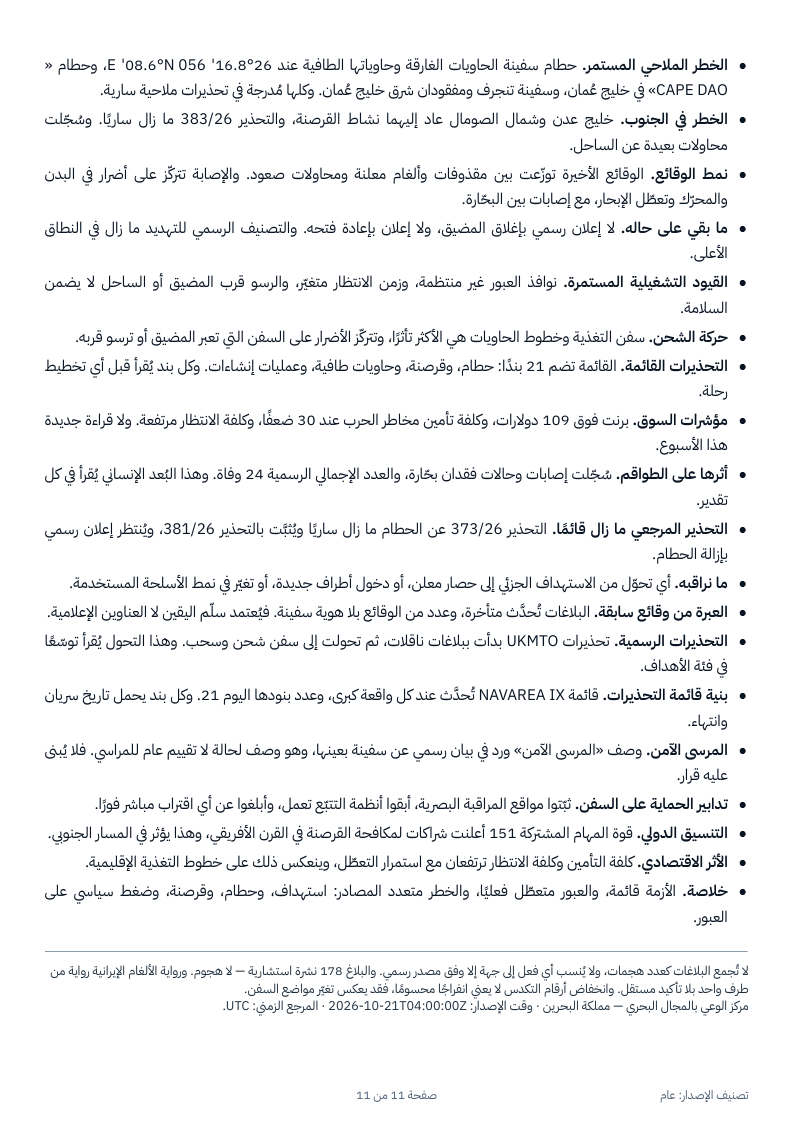 • الخطر الملاحي المستمر. حطام سفينة الحاويات الغارقة وحاوياتها الطافية عند 26°16.8' N 056°08.6' E، وحطام «
CAPE DAO» في خليج عُمان، وسفينة تنجرف ومفقودان شرق خليج عُمان. وكلها مُدرجة في تحذيرات ملاحية سارية.
• الخطر في الجنوب. خليج عدن وشمال الصومال عاد إليهما نشاط القرصنة، والتحذير 383/26 ما زال ساريًا. وسُجّلت
محاولات بعيدة عن الساحل.
• نمط الوقائع. الوقائع الأخيرة توزّعت بين مقذوفات وألغام معلنة ومحاولات صعود. والإصابة تتركّز على أضرار في البدن
والمحرّك وتعطّل الإبحار، مع إصابات بين البحّارة.
• ما بقي على حاله. لا إعلان رسمي بإغلاق المضيق، ولا إعلان بإعادة فتحه. والتصنيف الرسمي للتهديد ما زال في النطاق
الأعلى.
• القيود التشغيلية المستمرة. نوافذ العبور غير منتظمة، وزمن الانتظار متغيّر، والرسو قرب المضيق أو الساحل لا يضمن
السلامة.
• حركة الشحن. سفن التغذية وخطوط الحاويات هي الأكثر تأثرًا، وتتركّز الأضرار على السفن التي تعبر المضيق أو ترسو قربه.
• التحذيرات القائمة. القائمة تضم 21 بندًا: حطام، وقرصنة، وحاويات طافية، وعمليات إنشاءات. وكل بند يُقرأ قبل أي تخطيط
رحلة.
• مؤشرات السوق. برنت فوق 109 دولارات، وكلفة تأمين مخاطر الحرب عند 30 ضعفًا، وكلفة الانتظار مرتفعة. ولا قراءة جديدة
هذا الأسبوع.
• أثرها على الطواقم. سُجّلت إصابات وحالات فقدان بحّارة، والعدد الإجمالي الرسمية 24 وفاة. وهذا البُعد الإنساني يُقرأ في كل
تقدير.
• التحذير المرجعي ما زال قائمًا. التحذير 373/26 عن الحطام ما زال ساريًا ويُثبَّت بالتحذير 381/26، ويُنتظر إعلان رسمي
بإزالة الحطام.
• ما نراقبه. أي تحوّل من الاستهداف الجزئي إلى حصار معلن، أو دخول أطراف جديدة، أو تغيّر في نمط الأسلحة المستخدمة.
• العبرة من وقائع سابقة. البلاغات تُحدَّث متأخرة، وعدد من الوقائع بلا هوية سفينة. فيُعتمد سلّم اليقين لا العناوين الإعلامية.
• التحذيرات الرسمية. تحذيرات UKMTO بدأت ببلاغات ناقلات، ثم تحولت إلى سفن شحن وسحب. وهذا التحول يُقرأ توسّعًا
في فئة الأهداف.
• بنية قائمة التحذيرات. قائمة NAVAREA IX تُحدَّث عند كل واقعة كبرى، وعدد بنودها اليوم 21. وكل بند يحمل تاريخ سريان
وانتهاء.
• المرسى الآمن. وصف «المرسى الآمن» ورد في بيان رسمي عن سفينة بعينها، وهو وصف لحالة لا تقييم عام للمراسي. فلا يُبنى
عليه قرار.
• تدابير الحماية على السفن. ثبّتوا مواقع المراقبة البصرية، أبقوا أنظمة التتبّع تعمل، وأبلغوا عن أي اقتراب مباشر فورًا.
• التنسيق الدولي. قوة المهام المشتركة 151 أعلنت شراكات لمكافحة القرصنة في القرن الأفريقي، وهذا يؤثر في المسار الجنوبي.
• الأثر الاقتصادي. كلفة التأمين وكلفة الانتظار ترتفعان مع استمرار التعطّل، وينعكس ذلك على خطوط التغذية الإقليمية.
• خلاصة. الأزمة قائمة، والعبور متعطّل فعليًا، والخطر متعدد المصادر: استهداف، وحطام، وقرصنة، وضغط سياسي على
العبور.
لا تُجمع البلاغات كعدد هجمات، ولا يُنسب أي فعل إلى جهة إلا وفق مصدر رسمي. والبلاغ 178 نشرة استشارية — لا هجوم. ورواية الألغام الإيرانية رواية من
طرف واحد بلا تأكيد مستقل. وانخفاض أرقام التكدس لا يعني انفراجًا محسومًا، فقد يعكس تغيّر مواضع السفن.
مركز الوعي بالمجال البحري — مملكة البحرين · وقت الإصدار: 2026-10-21T04:00:00Z · المرجع الزمني: UTC.
تصنيف الإصدار: عام
صفحة 11 من 11